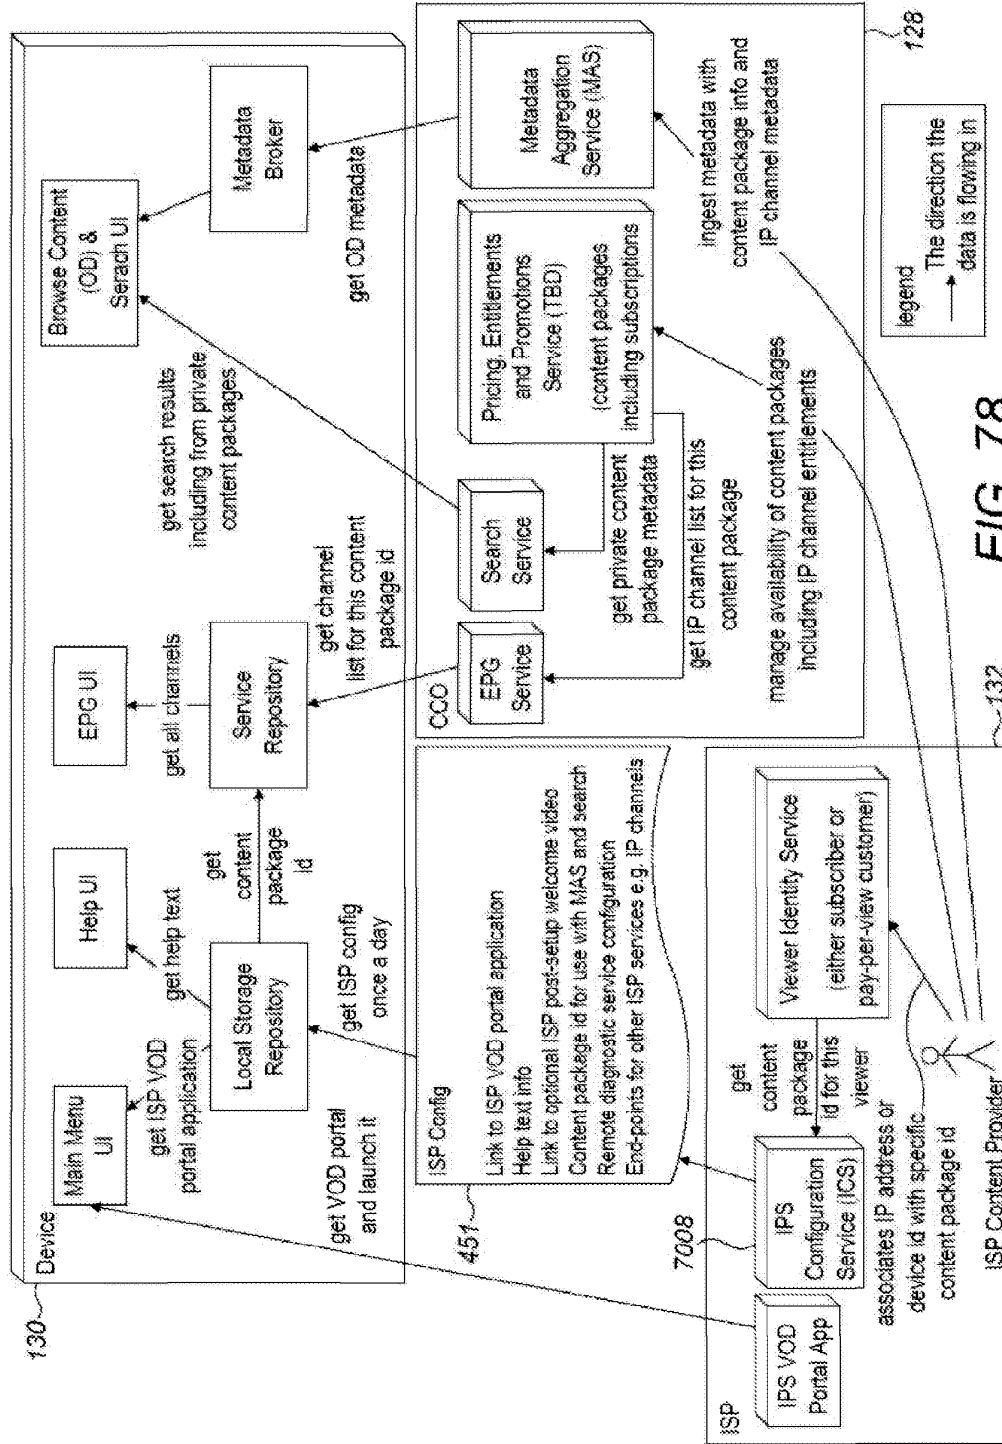 130
Device
Main Menu
UI
Help UI
EPG UI
Browse Content
(OD) &
Serach UI
get ISP VOD
portal application
get help text
get all channels
get search results
including from private
content packages
Local Storage
Repository
get
content
package
id
Service
Repository
Metadata
Broker
get VOD portal
and launch it
get ISP config
once a day
get channel
list for this content
package id
get OD metadata
451
ISP Config
Link to ISP VOD portal application
Help text info
Link to optional ISP post-setup welcome video
Content package id for use with MAS and search
Remote diagnostic service configuration
End-points for other ISP services e.g. IP channels
CCO
EPG
Service
Search
Service
Pricing, Entitlements
and Promotions
Service (TBD)
(content packages
including subscriptions
Metadata
Aggregation
Service (MAS)
get private content
package metadata
get IP channel list for this
content package
manage availability of content packages
including IP channel entitlements
ingest metadata with
content package info and
IP channel metadata
128
7008
ISP
IPS VOD
Portal App
IPS
Configuration
Service (ICS)
get
content
package
id for this
viewer
Viewer Identity Service
(either subscriber or
pay-per-view customer)
132
associates IP address or
device id with specific
content package id
ISP Content Provider
legend
The direction the
data is flowing in
FIG. 78